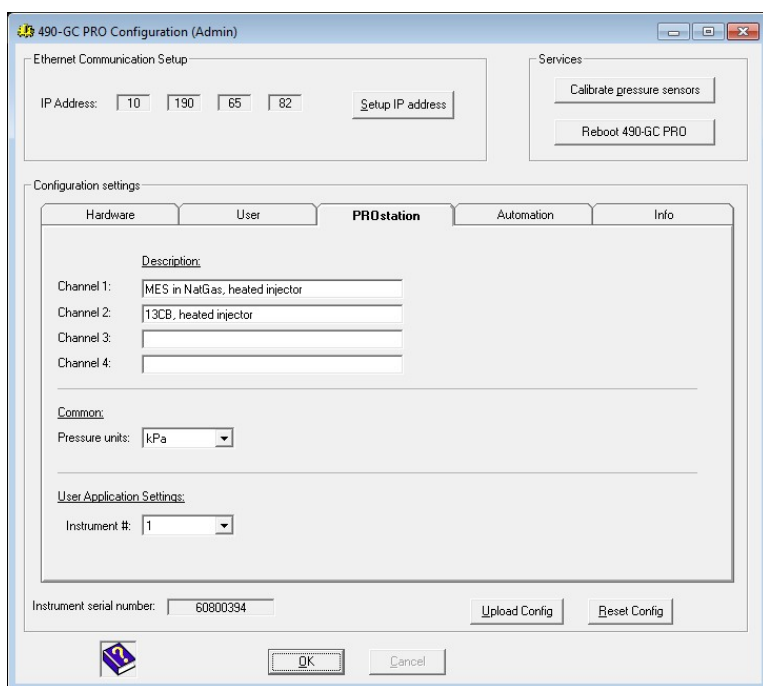 490-GC PRO Configuration (Admin)
Ethernet Communication Setup
IP Address: 10 190 65 82 Setup IP address
Services
Calibrate pressure sensors
Reboot 490-GC PRO
Configuration settings
Hardware User PROstation Automation Info
Description:
Channel 1: MES in NatGas, heated injector
Channel 2: 13CB, heated injector
Channel 3:
Channel 4:
Common:
Pressure units: kPa
User Application Settings:
Instrument #: 1
Instrument serial number: 60800394 Upload Config Reset Config
? OK Cancel